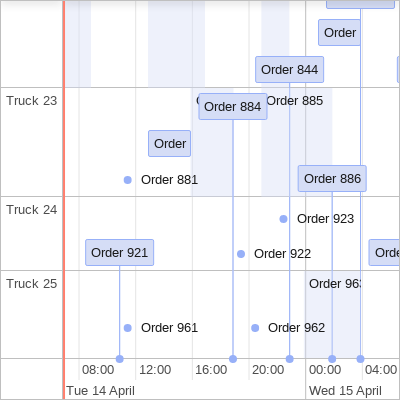 Order
Order 844
Truck 23
Order 884
Order 885
Order
Order 881
Order 886
Truck 24
Order 923
Order 921
Order 922
Truck 25
Order 961
Order 962
08:00 12:00 16:00 20:00 00:00 04:00
Tue 14 April Wed 15 April